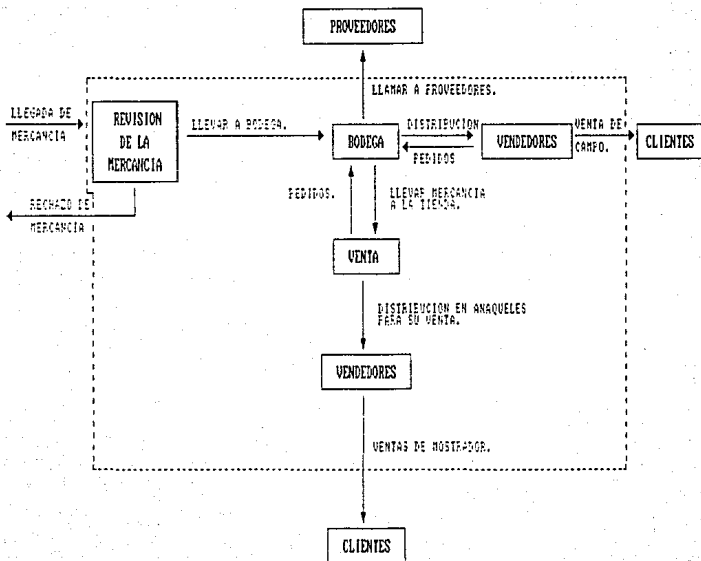 PROVEEDORES
LLAMAR A PROVEEDORES.
LLEGADA DE
MERCANCIA
REVISION
DE LA
MERCANCIA
LLEVAR A BODEGA.
BODEGA
DISTRIBUCION
PEDIDOS
VENDEDORES
VENTA DE
CAMPO.
CLIENTES
RECHAZO DE
MERCANCIA
PEDIDOS.
LLEVAR MERCANCIA
A LA TIENDA.
VENTA
DISTRIBUCION EN ANAQUELES
PARA SU VENTA.
VENDEDORES
VENTAS DE MOSTRADOR.
CLIENTES